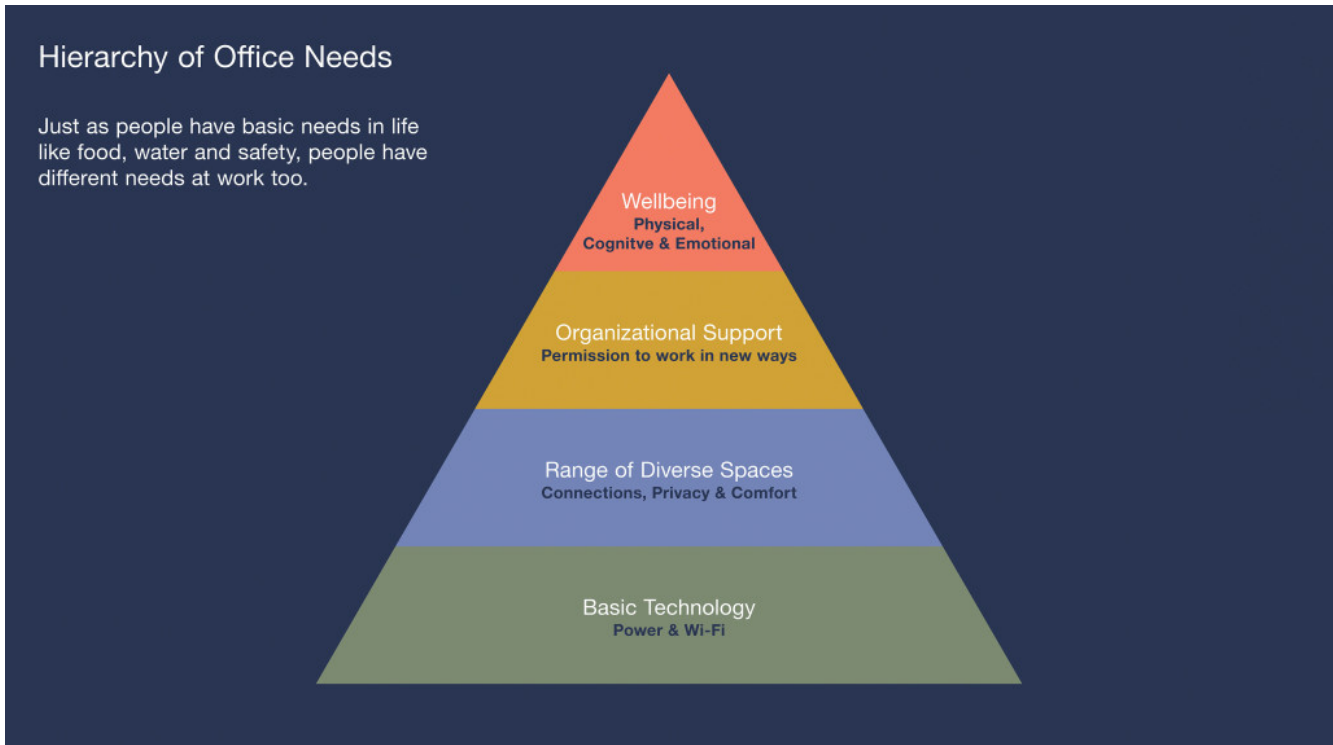 Hierarchy of Office Needs
Just as people have basic needs in life
like food, water and safety, people have
different needs at work too.
Wellbeing
Physical,
Cognitve & Emotional
Organizational Support
Permission to work in new ways
Range of Diverse Spaces
Connections, Privacy & Comfort
Basic Technology
Power & Wi-Fi